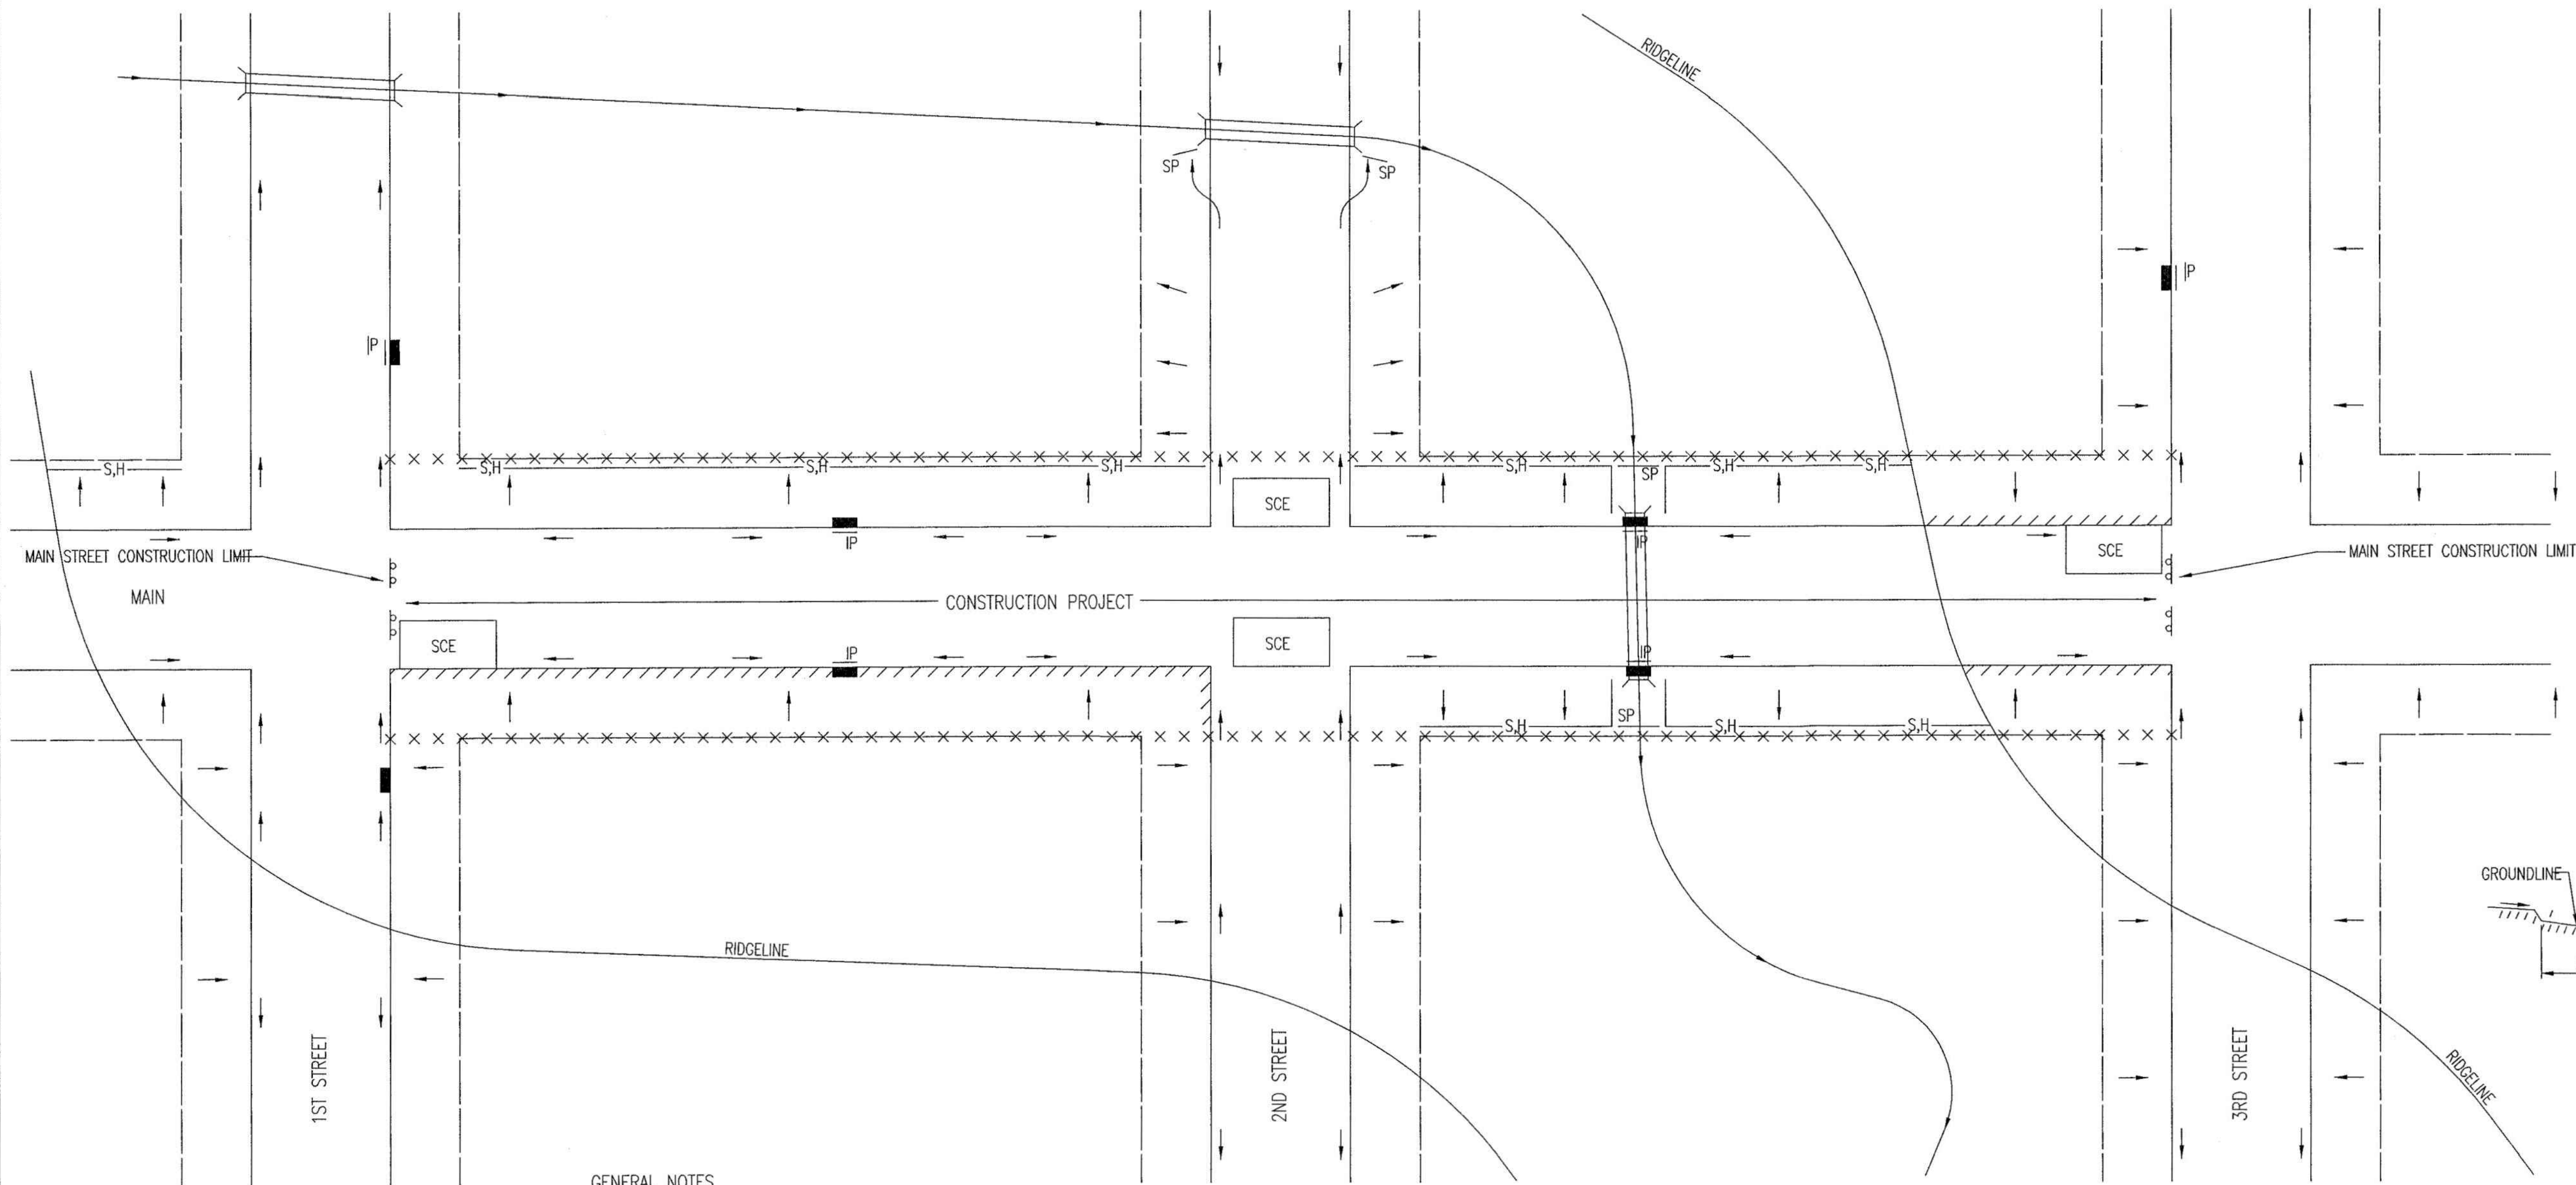 RIDGELINE
SP
SP
IP
IP
S,H
S,H
S,H
S,H
S,H
SP
S,H
S,H
SCE
MAIN STREET CONSTRUCTION LIMIT
IP
IP
SCE
MAIN STREET CONSTRUCTION LIMIT
MAIN
CONSTRUCTION PROJECT
SCE
IP
SCE
IP
S,H
SP
S,H
S,H
GROUNDLINE
RIDGELINE
1ST STREET
2ND STREET
3RD STREET
RIDGELINE
GENERAL NOTES